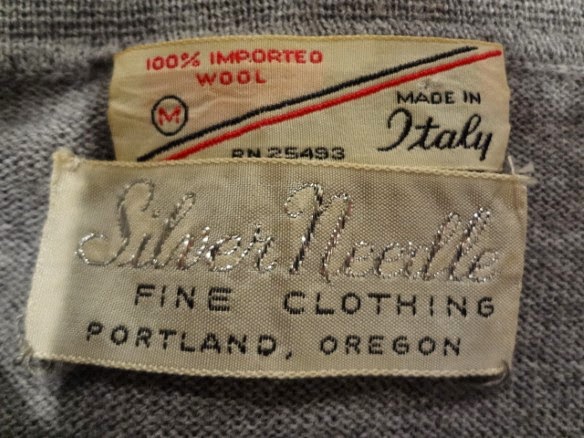 100% IMPORTED
WOOL
M
MADE IN
Italy
RN 25493
Silver Needle
FINE CLOTHING
PORTLAND, OREGON